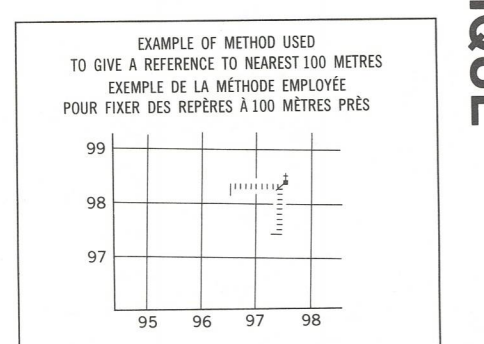 EXAMPLE OF METHOD USED
TO GIVE A REFERENCE TO NEAREST 100 METRES
EXEMPLE DE LA MÉTHODE EMPLOYÉE
POUR FIXER DES REPÈRES À 100 MÈTRES PRÈS
99
98
97
95 96 97 98